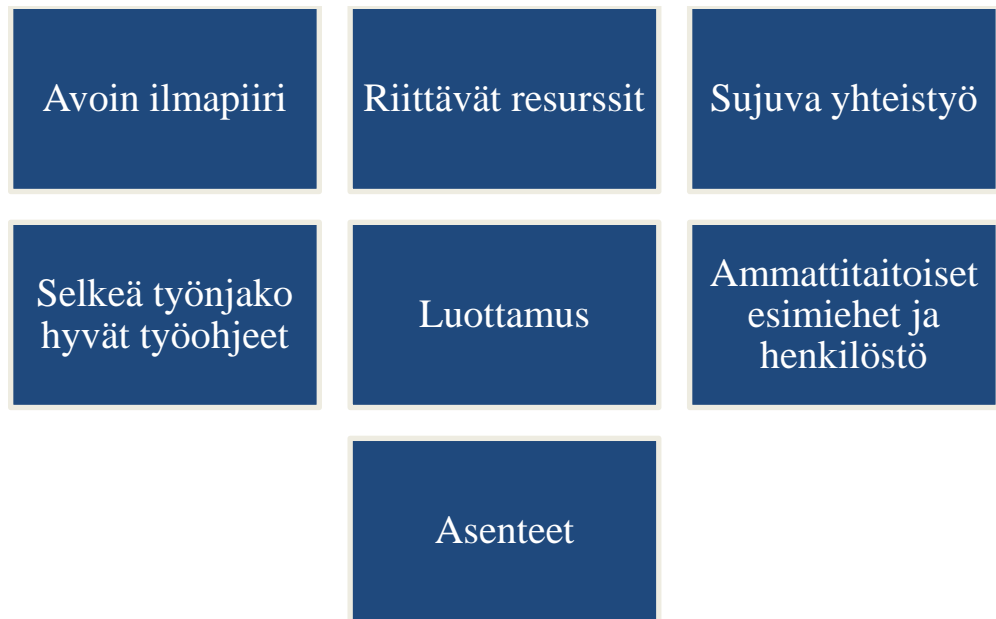 Avoin ilmapiiri
Riittävät resurssit
Sujuva yhteistyö
Selkeä työnjako
hyvät työohjeet
Luottamus
Ammattitaitoiset
esimiehet ja
henkilöstö
Asenteet